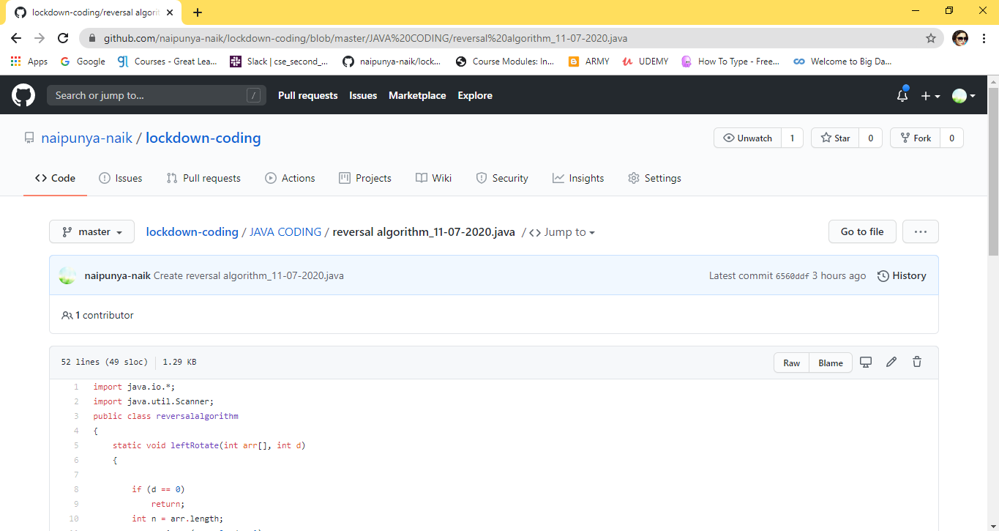 lockdown-coding/reversal algorit
github.com/naipunya-naik/lockdown-coding/blob/master/JAVA%20CODING/reversal%20algorithm_11-07-2020.java
Apps Google Courses - Great Lea... Slack | cse_second_... naipunya-naik/lock... Course Modules: In... ARMY UDEMY How To Type - Free... Welcome to Big Da...
Search or jump to... / Pull requests Issues Marketplace Explore
naipunya-naik / lockdown-coding Unwatch 1 Star 0 Fork 0
Code Issues Pull requests Actions Projects Wiki Security Insights Settings
master lockdown-coding / JAVA CODING / reversal algorithm_11-07-2020.java / <> Jump to Go to file ...
naipunya-naik Create reversal algorithm_11-07-2020.java Latest commit 6560ddf 3 hours ago History
1 contributor
52 lines (49 sloc) 1.29 KB Raw Blame
1 import java.io.*;
2 import java.util.Scanner;
3 public class reversalalgorithm
4 {
5 static void leftRotate(int arr[], int d)
6 {
7
8 if (d == 0)
9 return;
10 int n = arr.length;